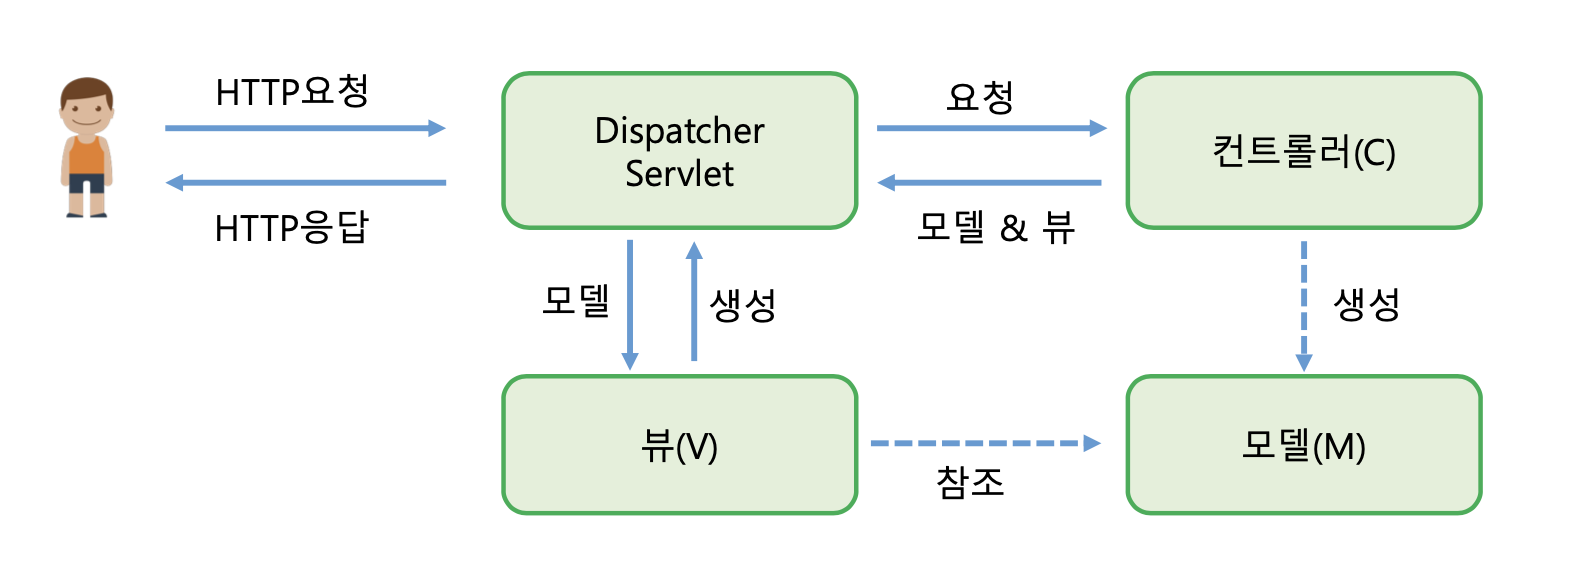 HTTP요청
요청
Dispatcher
Servlet
컨트롤러(C)
HTTP응답
모델 & 뷰
모델
생성
생성
뷰(V)
모델(M)
참조